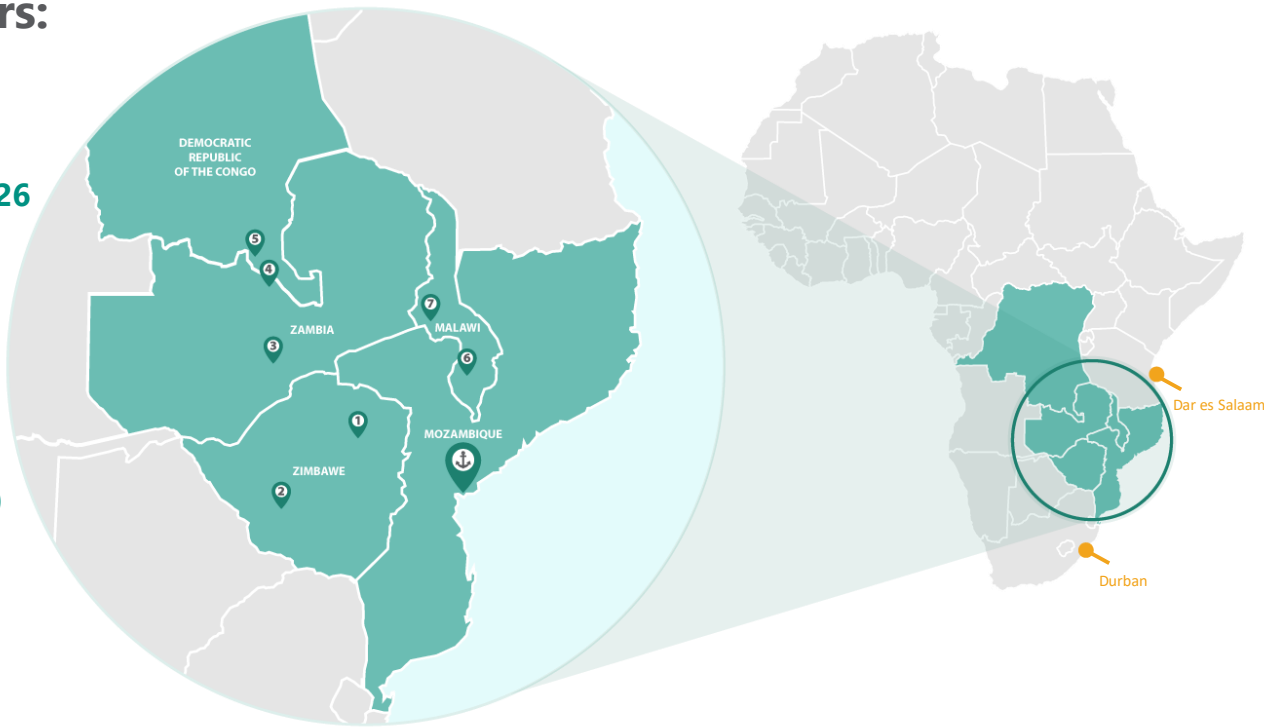 rs:
26
DEMOCRATIC
REPUBLIC
OF THE CONGO
5
4
7
ZAMBIA
MALAWI
3
6
1
MOZAMBIQUE
ZIMBAWE
2
Dar es Salaam
Durban